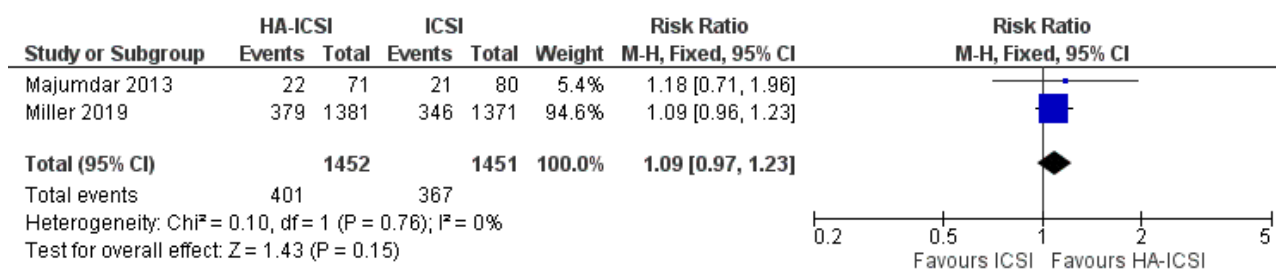 HA-ICSI ICSI Risk Ratio Risk Ratio
Study or Subgroup Events Total Events Total Weight M-H, Fixed, 95% CI M-H, Fixed, 95% CI
Majumdar 2013 22 71 21 80 5.4% 1.18 [0.71, 1.96]
Miller 2019 379 1381 346 1371 94.6% 1.09 [0.96, 1.23]
Total (95% CI) 1452 1451 100.0% 1.09 [0.97, 1.23]
Total events 401 367
Heterogeneity: Chi² = 0.10, df = 1 (P = 0.76); I² = 0%
Test for overall effect: Z = 1.43 (P = 0.15)
0.2 0.5 1 2 5
Favours ICSI Favours HA-ICSI